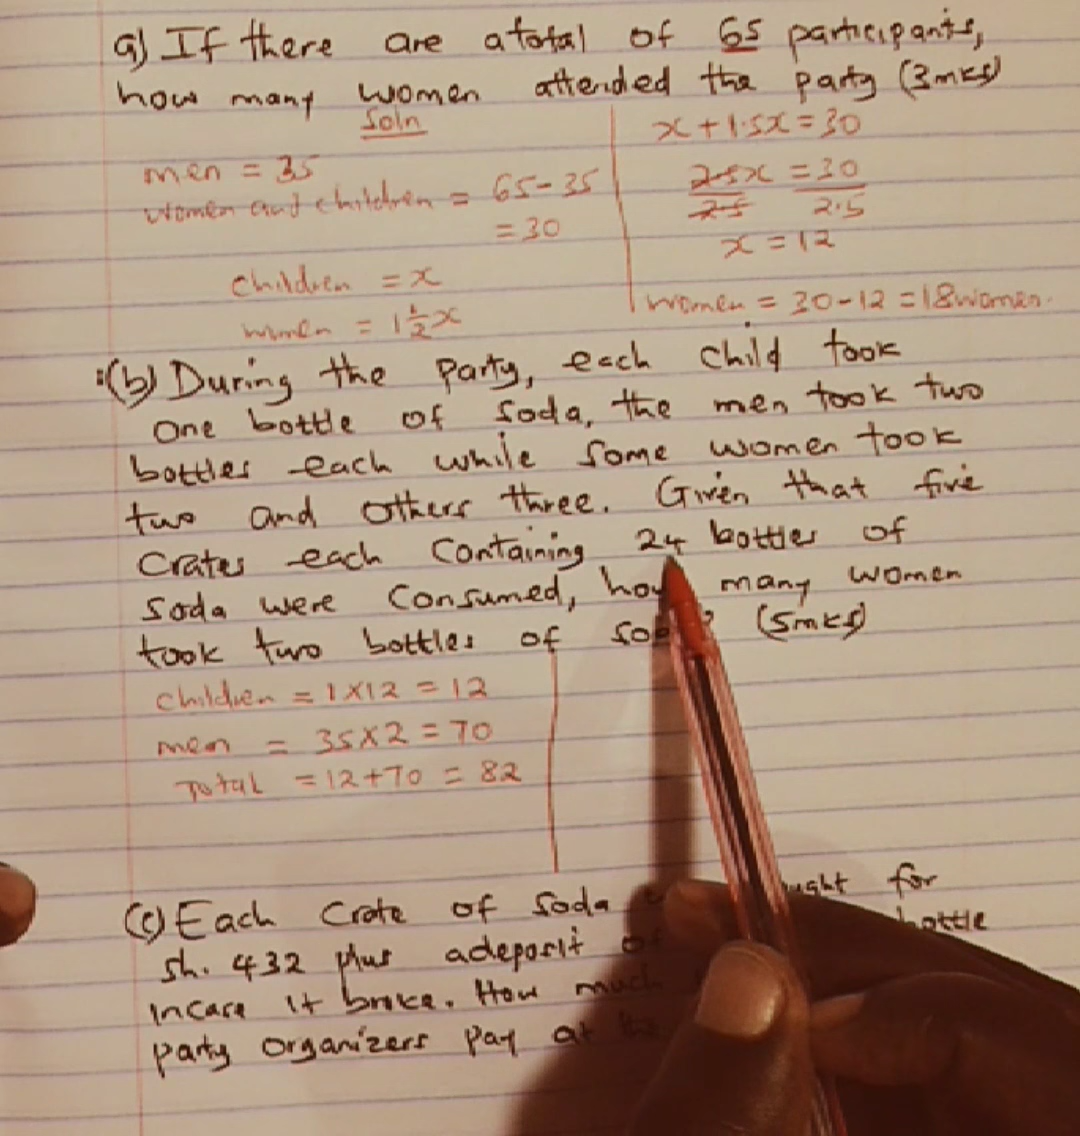 a) If there are a total of 65 participants,
how many women attended the party (3mks)
Soln
men = 35
women and children = 65-35
= 30
children = x
women = 1½x
x + 1.5x = 30
2.5x = 30
2.5 2.5
x = 12
women = 30-12 = 18 women.
(b) During the party, each child took
one bottle of soda, the men took two
bottles each while some women took
two and others three. Given that five
crates each containing 24 bottles of
soda were consumed, how many women
took two bottles of (5mks)
children = 1x12 = 12
men = 35x2 = 70
Total = 12+70 = 82
(c) Each crate of soda for
sh. 432 plus a deposit bottle
incase it broke. How much
party organizers pay at